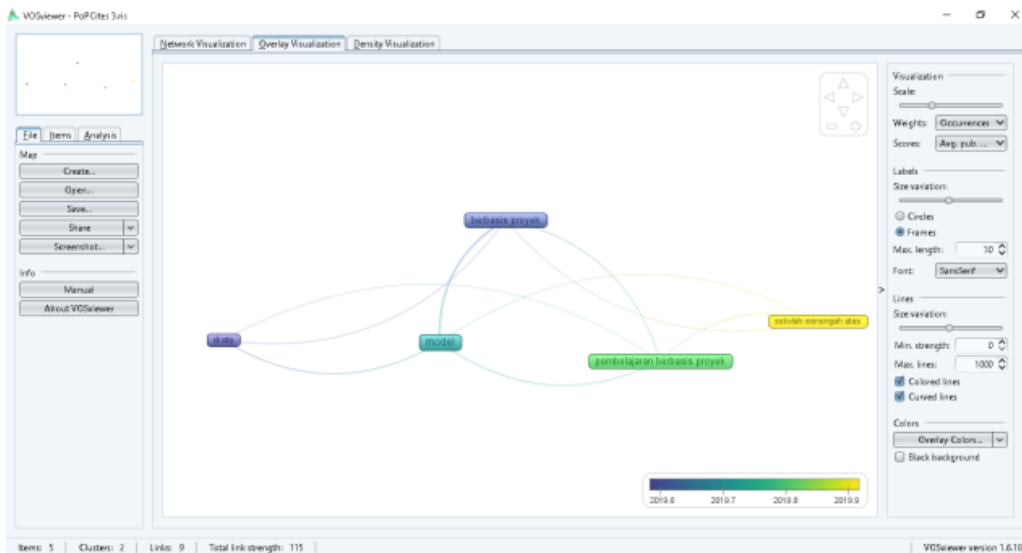 VOSviewer - PoPCites 3.vis
Network Visualization
Overlay Visualization
Density Visualization
File
Items
Analysis
Map
Create...
Open...
Save...
Share
Screenshot...
Info
Manual
About VOSviewer
berbasis proyek
data
model
sekolah menengah atas
pembelajaran berbasis proyek
2019.6 2019.7 2019.8 2019.9
Visualization
Scale:
Weights: Occurrences
Scores: Avg. pub. ...
Labels
Size variation:
Circles
Frames
Max. length: 30
Font: SansSerif
Lines
Size variation:
Min. strength: 0
Max. lines: 1000
Colored lines
Curved lines
Colors
Overlay Colors...
Black background
Items: 5 Clusters: 2 Links: 9 Total link strength: 115
VOSviewer version 1.6.18